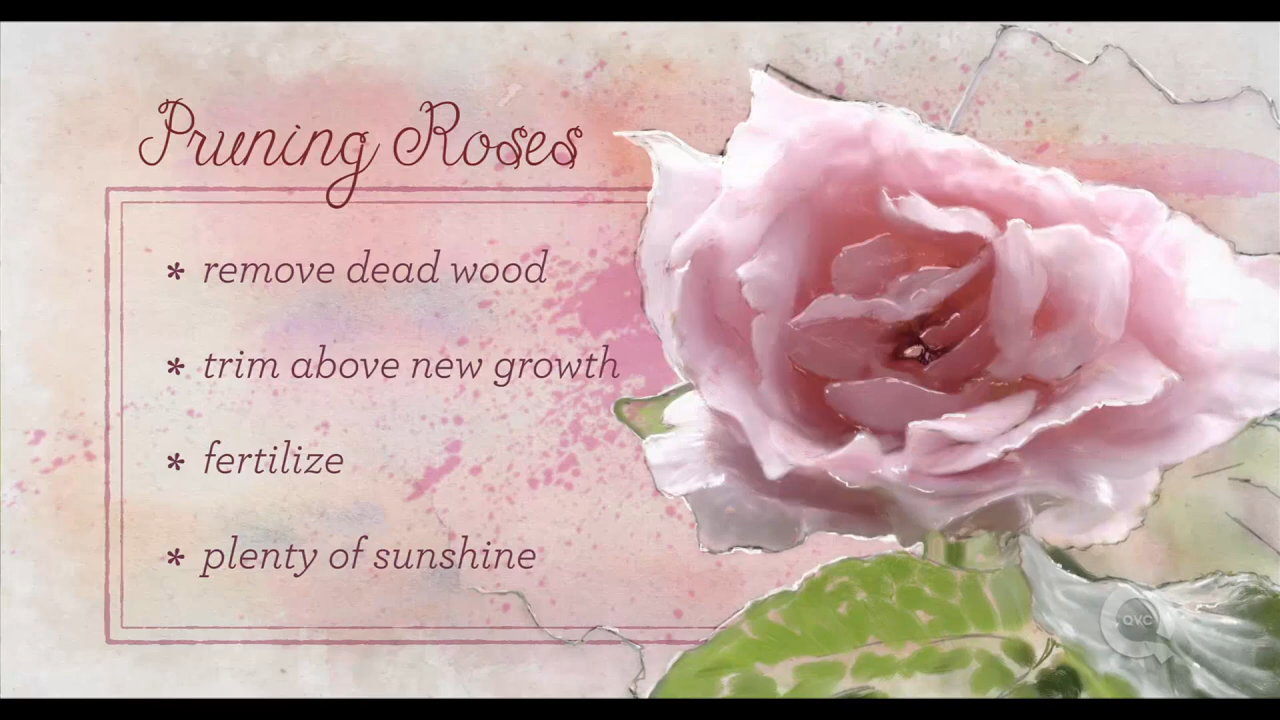 Pruning Roses
* remove dead wood
* trim above new growth
* fertilize
* plenty of sunshine
QVC